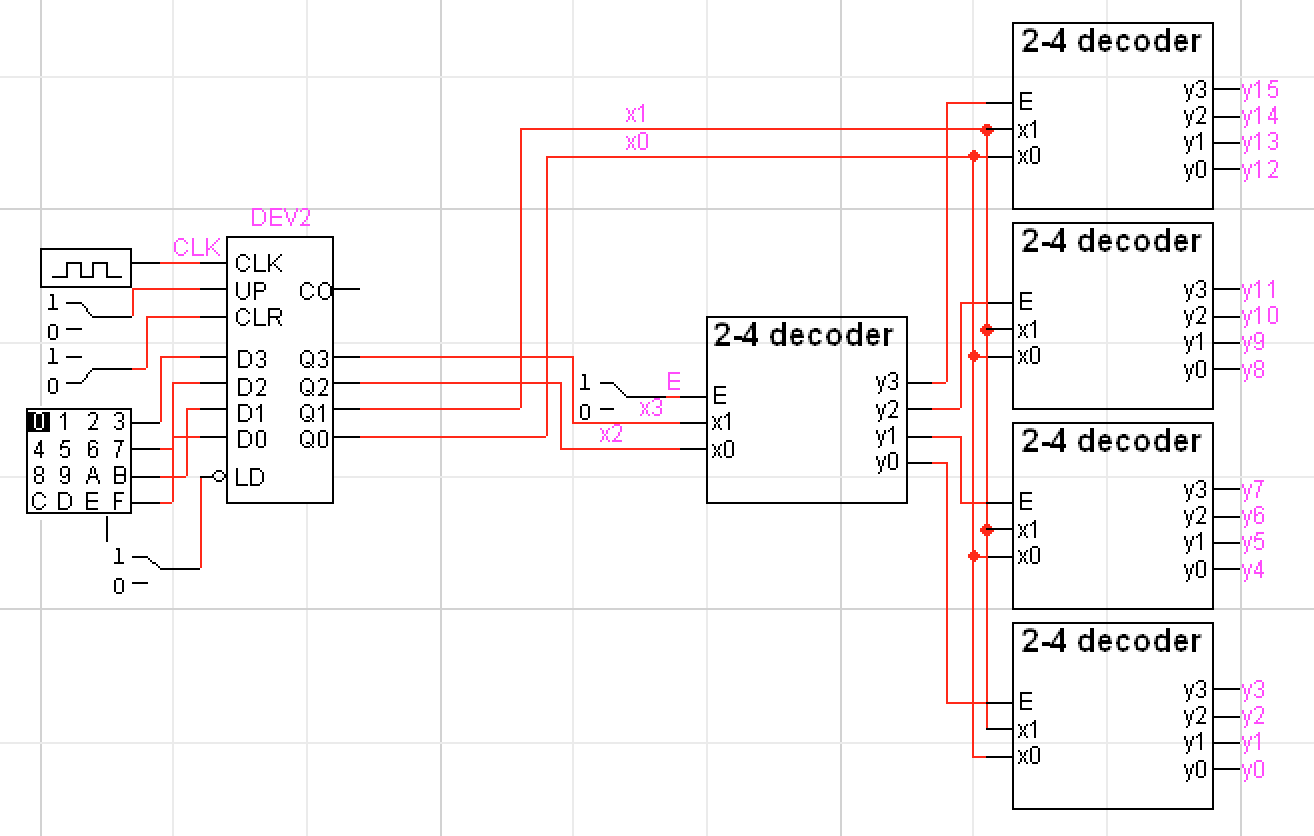 2-4 decoder
E
x1
x0
y3
y2
y1
y0
y15
y14
y13
y12
x1
x0
DEV2
CLK
CLK
UP
CLR
D3
D2
D1
D0
LD
CO
Q3
Q2
Q1
Q0
1
0
1
0
0 1 2 3
4 5 6 7
8 9 A B
C D E F
1
0
1
0
E
x3
x2
2-4 decoder
E
x1
x0
y3
y2
y1
y0
2-4 decoder
E
x1
x0
y3
y2
y1
y0
y11
y10
y9
y8
2-4 decoder
E
x1
x0
y3
y2
y1
y0
y7
y6
y5
y4
2-4 decoder
E
x1
x0
y3
y2
y1
y0
y3
y2
y1
y0